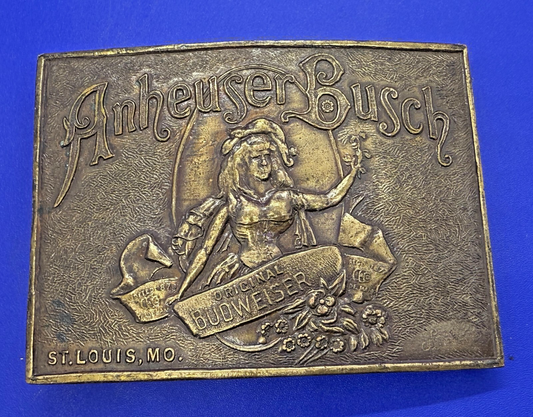 Anheuser Busch
ORIGINAL
BUDWEISER
ST. LOUIS, MO.